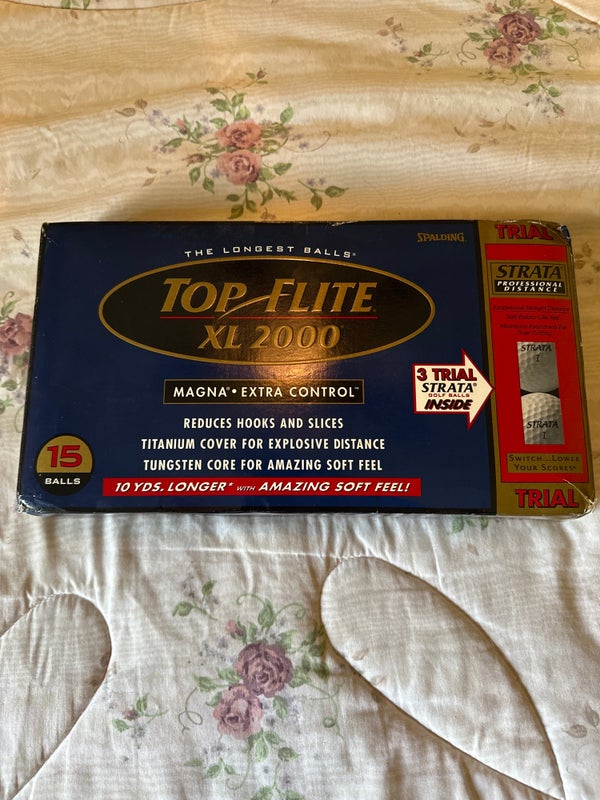 SPALDING
THE LONGEST BALLS®
TOP FLITE
XL 2000
MAGNA® • EXTRA CONTROL™
REDUCES HOOKS AND SLICES
TITANIUM COVER FOR EXPLOSIVE DISTANCE
TUNGSTEN CORE FOR AMAZING SOFT FEEL
10 YDS. LONGER* WITH AMAZING SOFT FEEL!
15
BALLS
3 TRIAL
STRATA®
GOLF BALLS
INSIDE
TRIAL
STRATA
PROFESSIONAL
DISTANCE
STRATA
1
STRATA
1
SWITCH...LOWER
YOUR SCORES®
TRIAL